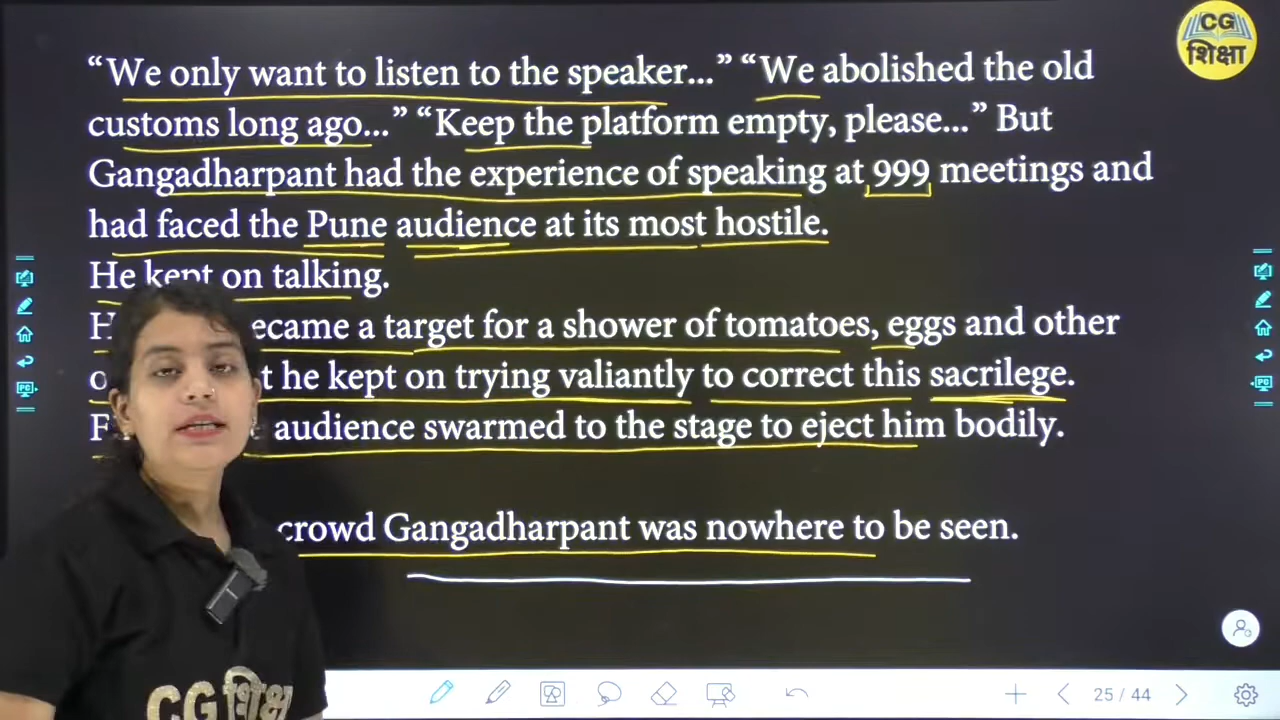 CG
शिक्षा
“We only want to listen to the speaker...” “We abolished the old
customs long ago...” “Keep the platform empty, please...” But
Gangadharpant had the experience of speaking at 999 meetings and
had faced the Pune audience at its most hostile.
He kept on talking.
ecame a target for a shower of tomatoes, eggs and other
he kept on trying valiantly to correct this sacrilege.
audience swarmed to the stage to eject him bodily.
crowd Gangadharpant was nowhere to be seen.
PC
PC
25 / 44
CG शिक्षा